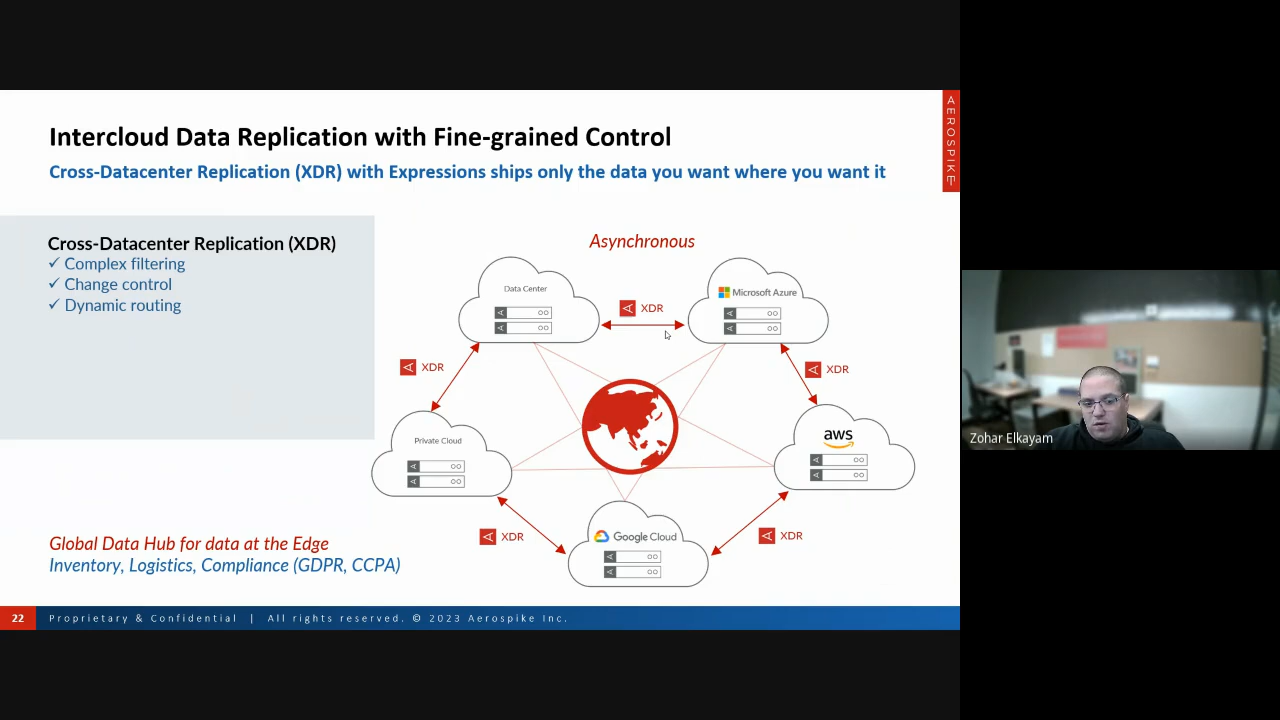 Intercloud Data Replication with Fine-grained Control
Cross-Datacenter Replication (XDR) with Expressions ships only the data you want where you want it
AEROSPIKE
Cross-Datacenter Replication (XDR)
✓ Complex filtering
✓ Change control
✓ Dynamic routing
Asynchronous
Data Center
XDR
Microsoft Azure
XDR
XDR
Private Cloud
aws
XDR
Google Cloud
XDR
Global Data Hub for data at the Edge
Inventory, Logistics, Compliance (GDPR, CCPA)
22 Proprietary & Confidential | All rights reserved. © 2023 Aerospike Inc.
Zohar Elkayam